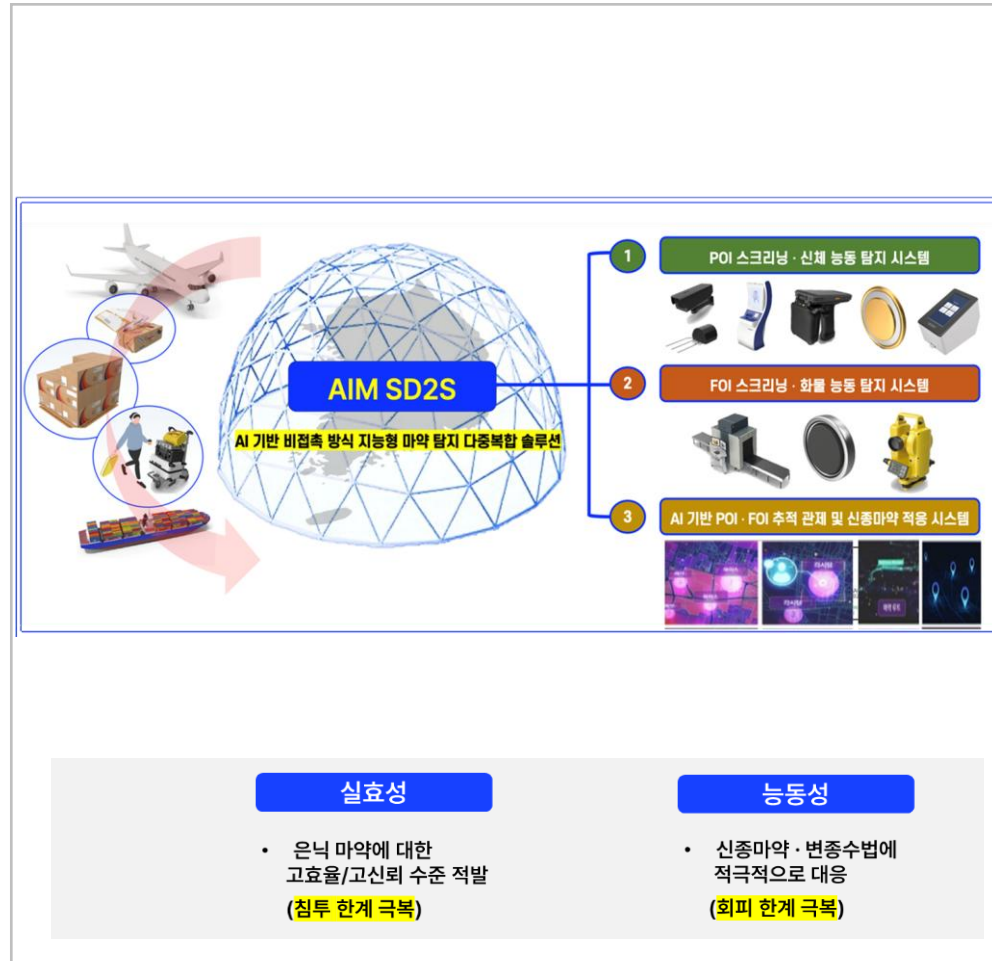 1
POI 스크리닝 · 신체 능동 탐지 시스템
AIM SD2S
AI 기반 비접촉 방식 지능형 마약 탐지 다중복합 솔루션
2
FOI 스크리닝 · 화물 능동 탐지 시스템
3
AI 기반 POI · FOI 추적 관제 및 신종마약 적응 시스템
실효성
• 은닉 마약에 대한
고효율/고신뢰 수준 적발
(침투 한계 극복)
능동성
• 신종마약 · 변종수법에
적극적으로 대응
(회피 한계 극복)